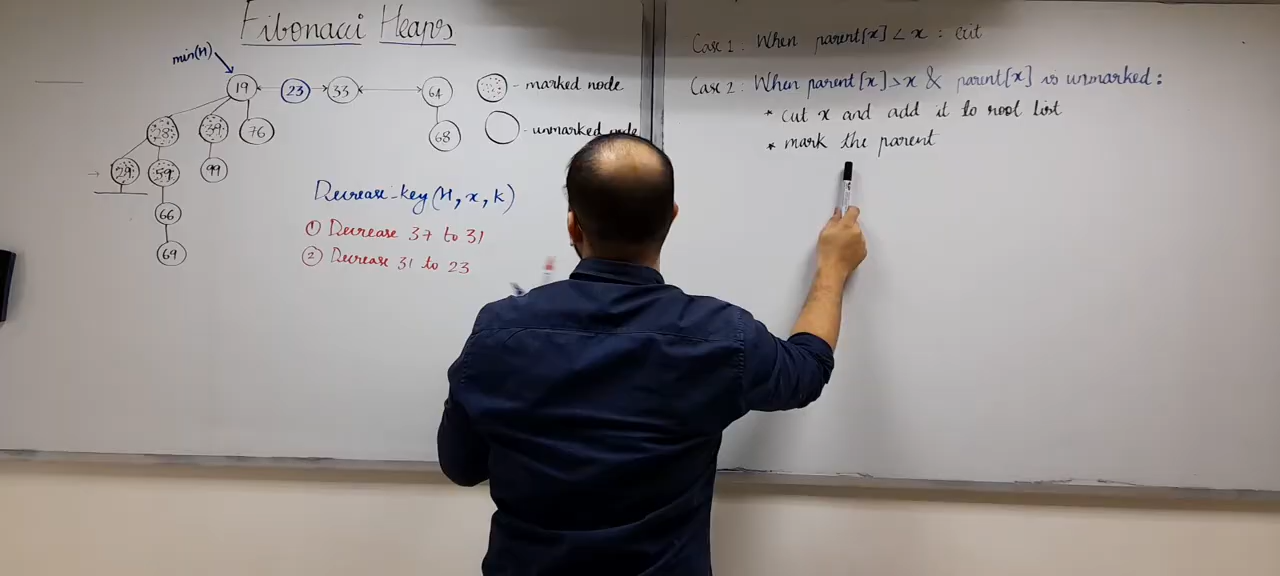 Fibonacci Heaps
min(H)
19 23 33 64
marked node
28 39 76 68
unmarked node
29 59 99
66
69
Decrease-key(H, x, k)
① Decrease 37 to 31
② Decrease 31 to 23
Case 1: When parent[x] < x : exit
Case 2: When parent[x] > x & parent[x] is unmarked:
* cut x and add it to root list
* mark the parent